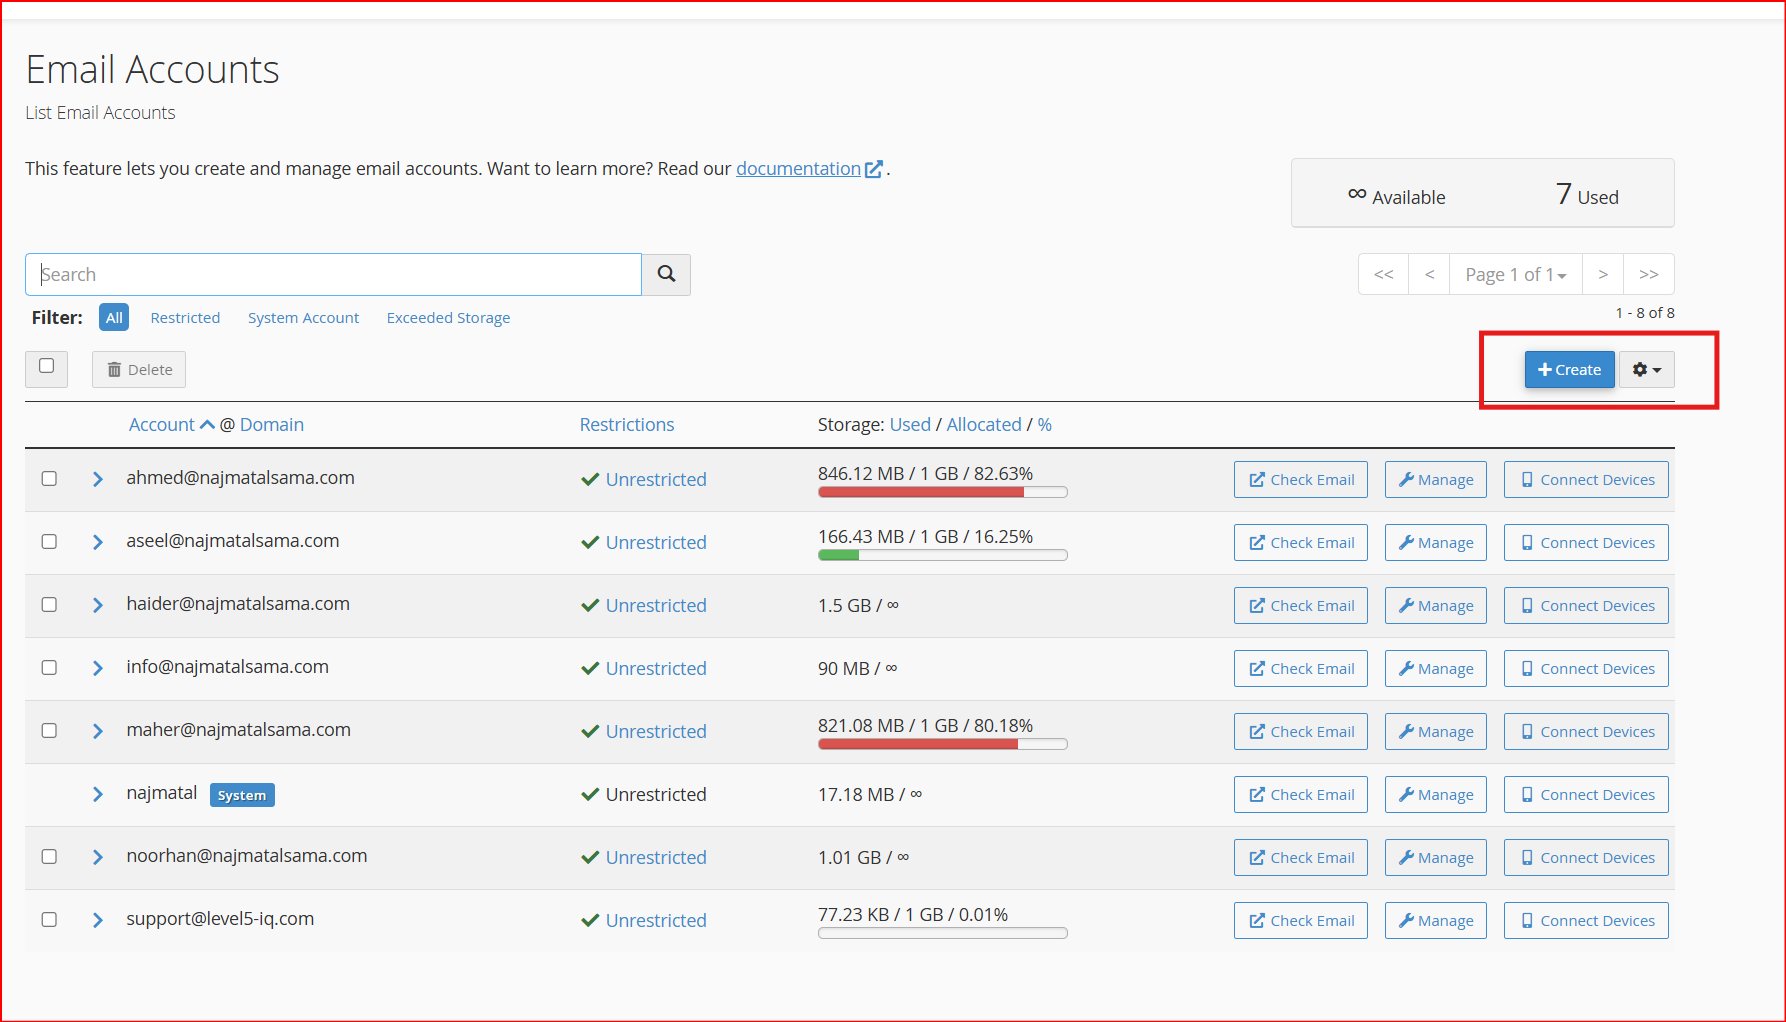 Email Accounts
List Email Accounts
This feature lets you create and manage email accounts. Want to learn more? Read our documentation .
∞ Available 7 Used
Search
<< < Page 1 of 1 > >>
Filter: All Restricted System Account Exceeded Storage
1 - 8 of 8
Delete
Create
Account @ Domain Restrictions Storage: Used / Allocated / %
ahmed@najmatalsama.com Unrestricted 846.12 MB / 1 GB / 82.63% Check Email Manage Connect Devices
aseel@najmatalsama.com Unrestricted 166.43 MB / 1 GB / 16.25% Check Email Manage Connect Devices
haider@najmatalsama.com Unrestricted 1.5 GB / ∞ Check Email Manage Connect Devices
info@najmatalsama.com Unrestricted 90 MB / ∞ Check Email Manage Connect Devices
maher@najmatalsama.com Unrestricted 821.08 MB / 1 GB / 80.18% Check Email Manage Connect Devices
najmatal System Unrestricted 17.18 MB / ∞ Check Email Manage Connect Devices
noorhan@najmatalsama.com Unrestricted 1.01 GB / ∞ Check Email Manage Connect Devices
support@level5-iq.com Unrestricted 77.23 KB / 1 GB / 0.01% Check Email Manage Connect Devices